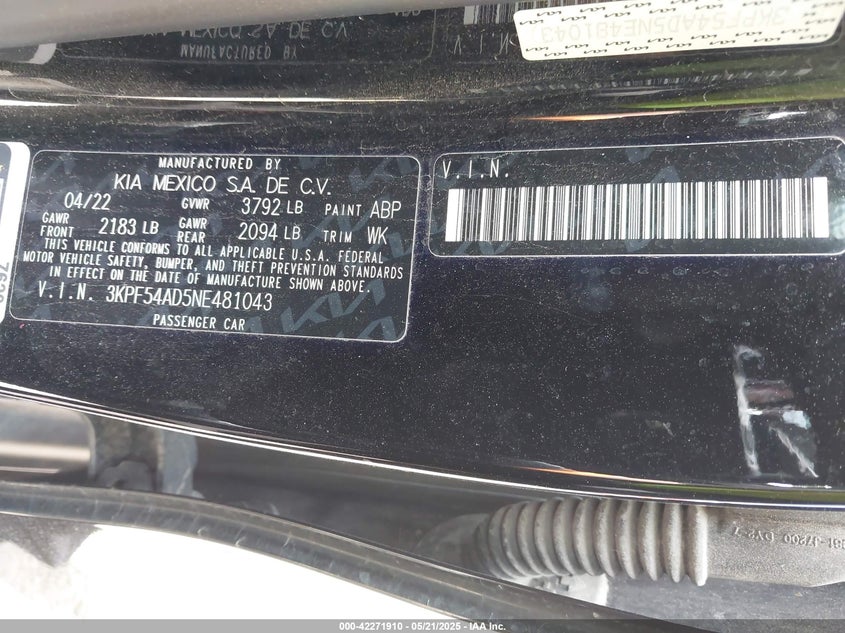 MANUFACTURED BY
KIA MEXICO S.A. DE C.V.
04/22 GVWR 3792 LB PAINT ABP
GAWR FRONT 2183 LB GAWR REAR 2094 LB TRIM WK
THIS VEHICLE CONFORMS TO ALL APPLICABLE U.S.A. FEDERAL
MOTOR VEHICLE SAFETY, BUMPER, AND THEFT PREVENTION STANDARDS
IN EFFECT ON THE DATE OF MANUFACTURE SHOWN ABOVE.
V.I.N. 3KPF54AD5NE481043
PASSENGER CAR
V.I.N.
000-42271910 - 05/21/2025 - IAA Inc.